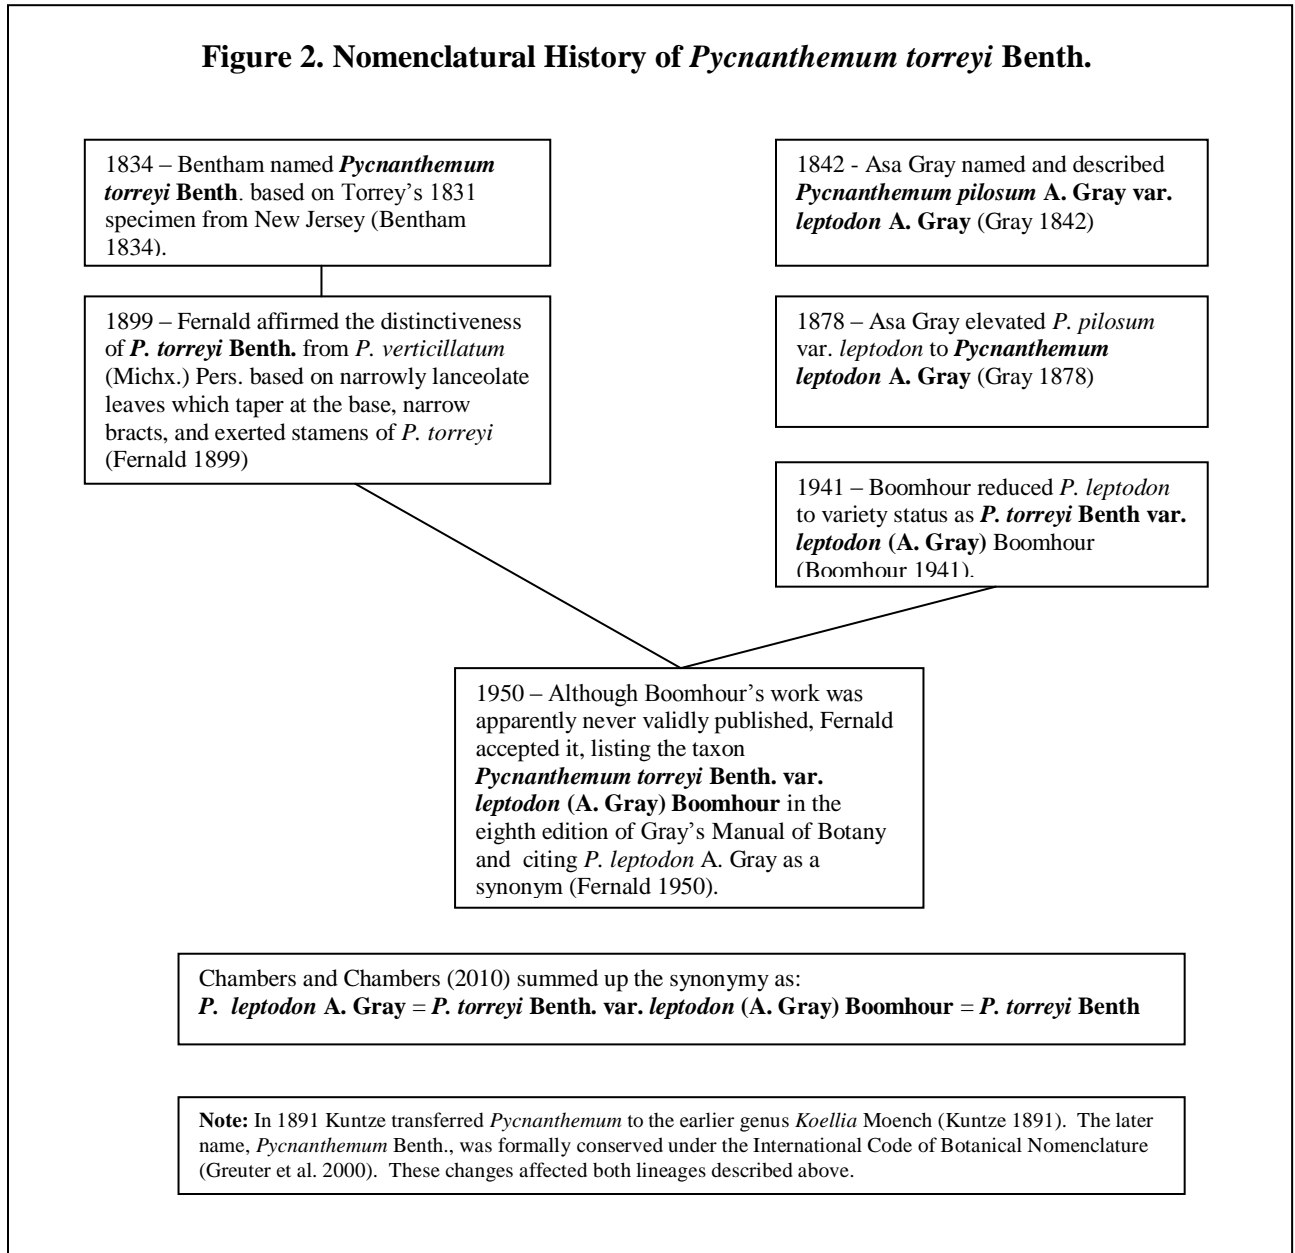 Figure 2. Nomenclatural History of Pycnanthemum torreyi Benth.
1834 – Bentham named Pycnanthemum
torreyi Benth. based on Torrey's 1831
specimen from New Jersey (Bentham
1834).
1842 - Asa Gray named and described
Pycnanthemum pilosum A. Gray var.
leptodon A. Gray (Gray 1842)
1899 – Fernald affirmed the distinctiveness
of P. torreyi Benth. from P. verticillatum
(Michx.) Pers. based on narrowly lanceolate
leaves which taper at the base, narrow
bracts, and exerted stamens of P. torreyi
(Fernald 1899)
1878 – Asa Gray elevated P. pilosum
var. leptodon to Pycnanthemum
leptodon A. Gray (Gray 1878)
1941 – Boomhour reduced P. leptodon
to variety status as P. torreyi Benth var.
leptodon (A. Gray) Boomhour
(Boomhour 1941).
1950 – Although Boomhour's work was
apparently never validly published, Fernald
accepted it, listing the taxon
Pycnanthemum torreyi Benth. var.
leptodon (A. Gray) Boomhour in the
eighth edition of Gray's Manual of Botany
and  citing P. leptodon A. Gray as a
synonym (Fernald 1950).
Chambers and Chambers (2010) summed up the synonymy as:
P.  leptodon A. Gray = P. torreyi Benth. var. leptodon (A. Gray) Boomhour = P. torreyi Benth
Note: In 1891 Kuntze transferred Pycnanthemum to the earlier genus Koellia Moench (Kuntze 1891).  The later
name, Pycnanthemum Benth., was formally conserved under the International Code of Botanical Nomenclature
(Greuter et al. 2000).  These changes affected both lineages described above.